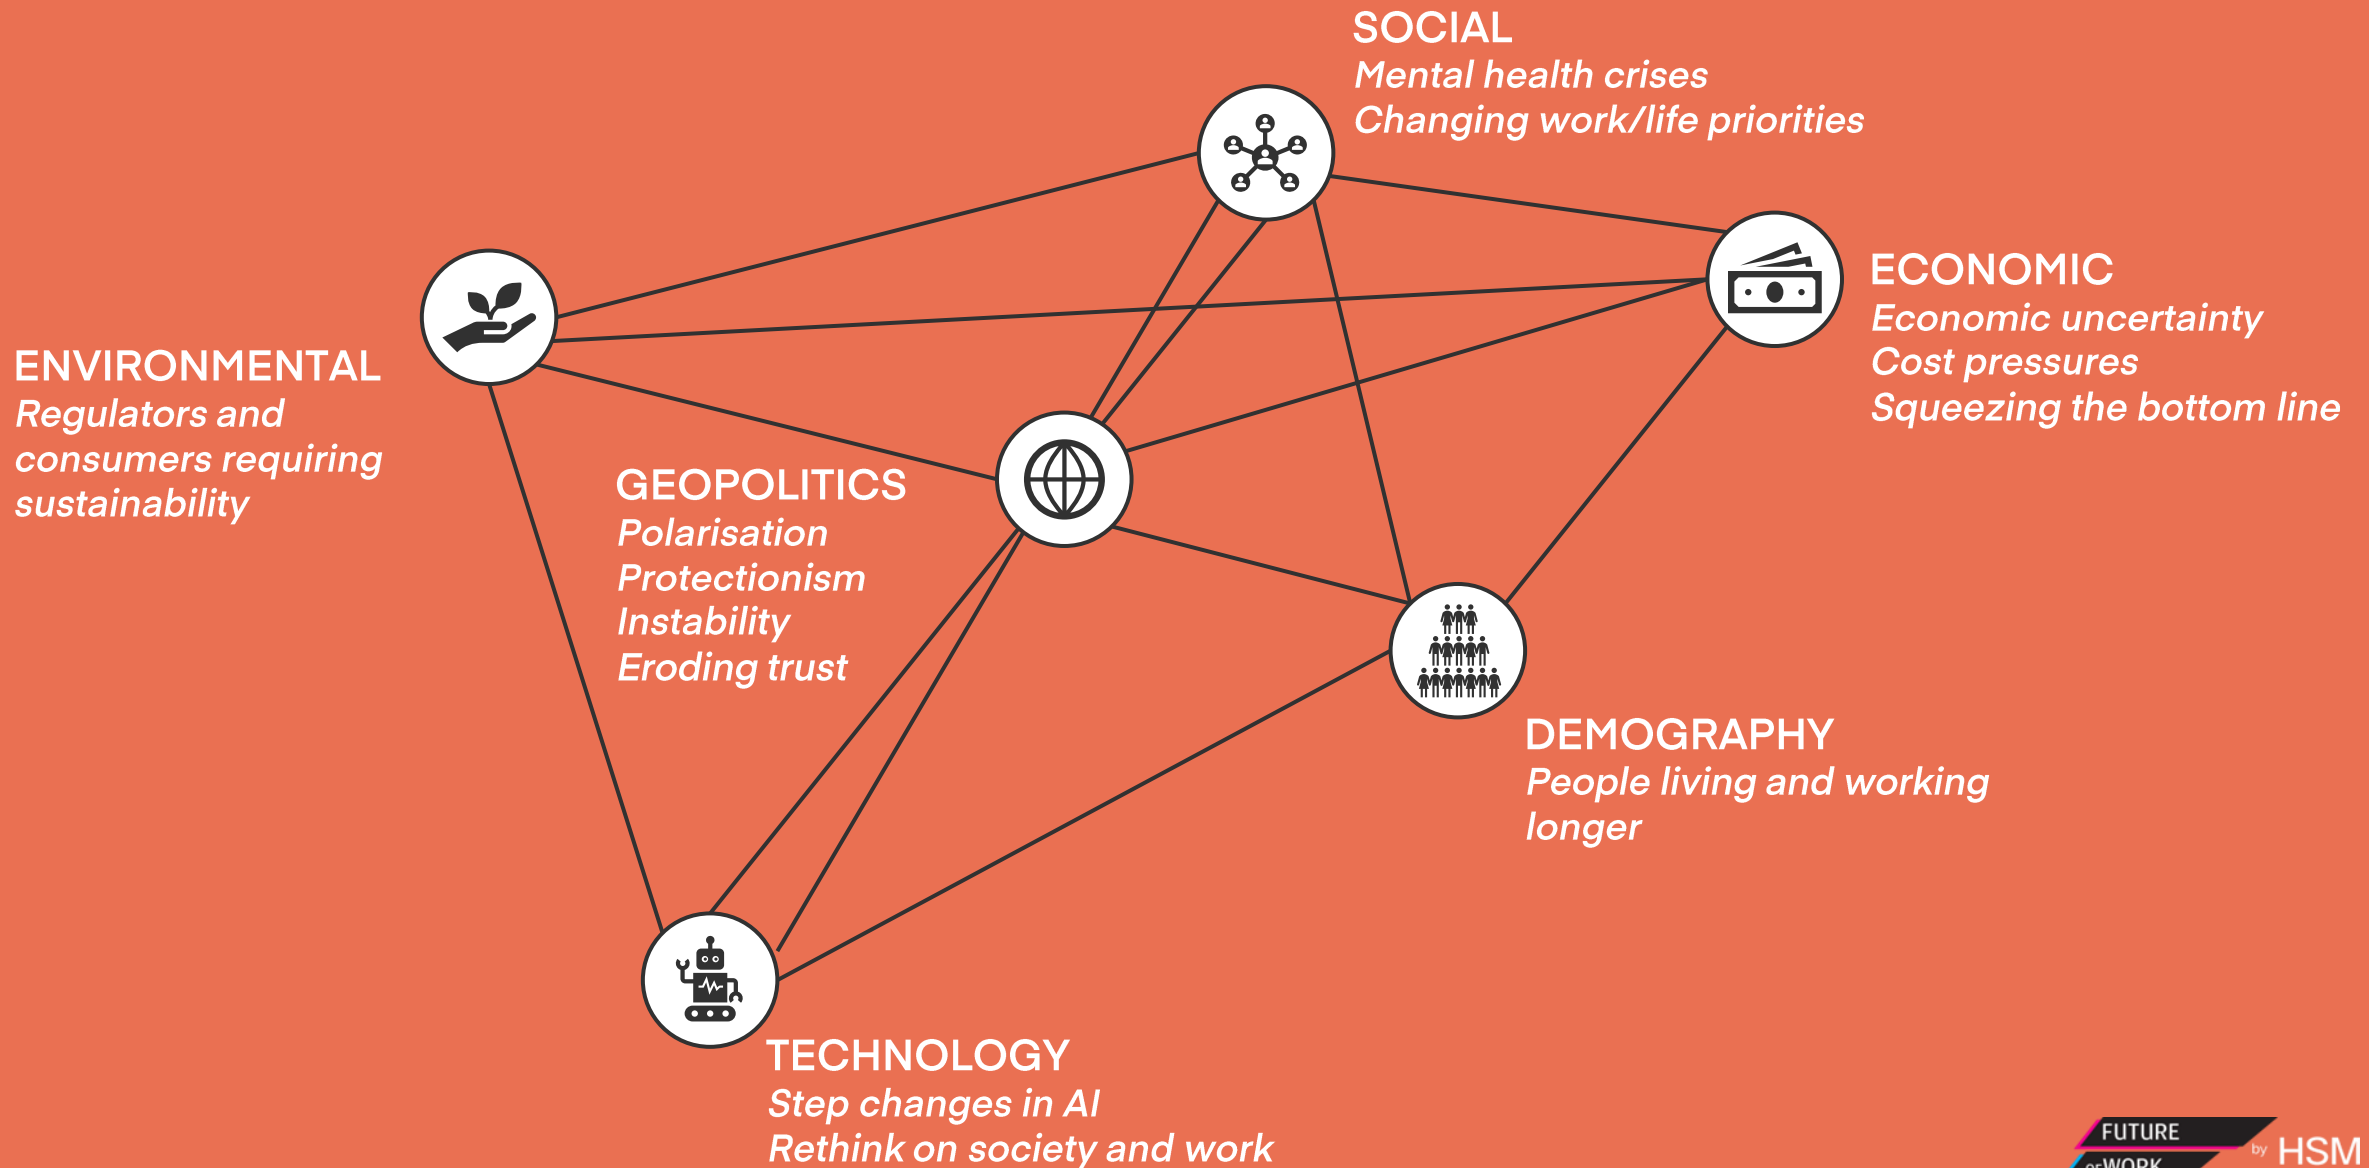 SOCIAL
Mental health crises
Changing work/life priorities
ECONOMIC
Economic uncertainty
Cost pressures
Squeezing the bottom line
ENVIRONMENTAL
Regulators and
consumers requiring
sustainability
GEOPOLITICS
Polarisation
Protectionism
Instability
Eroding trust
DEMOGRAPHY
People living and working
longer
TECHNOLOGY
Step changes in AI
Rethink on society and work
FUTURE
OF WORK
by HSM